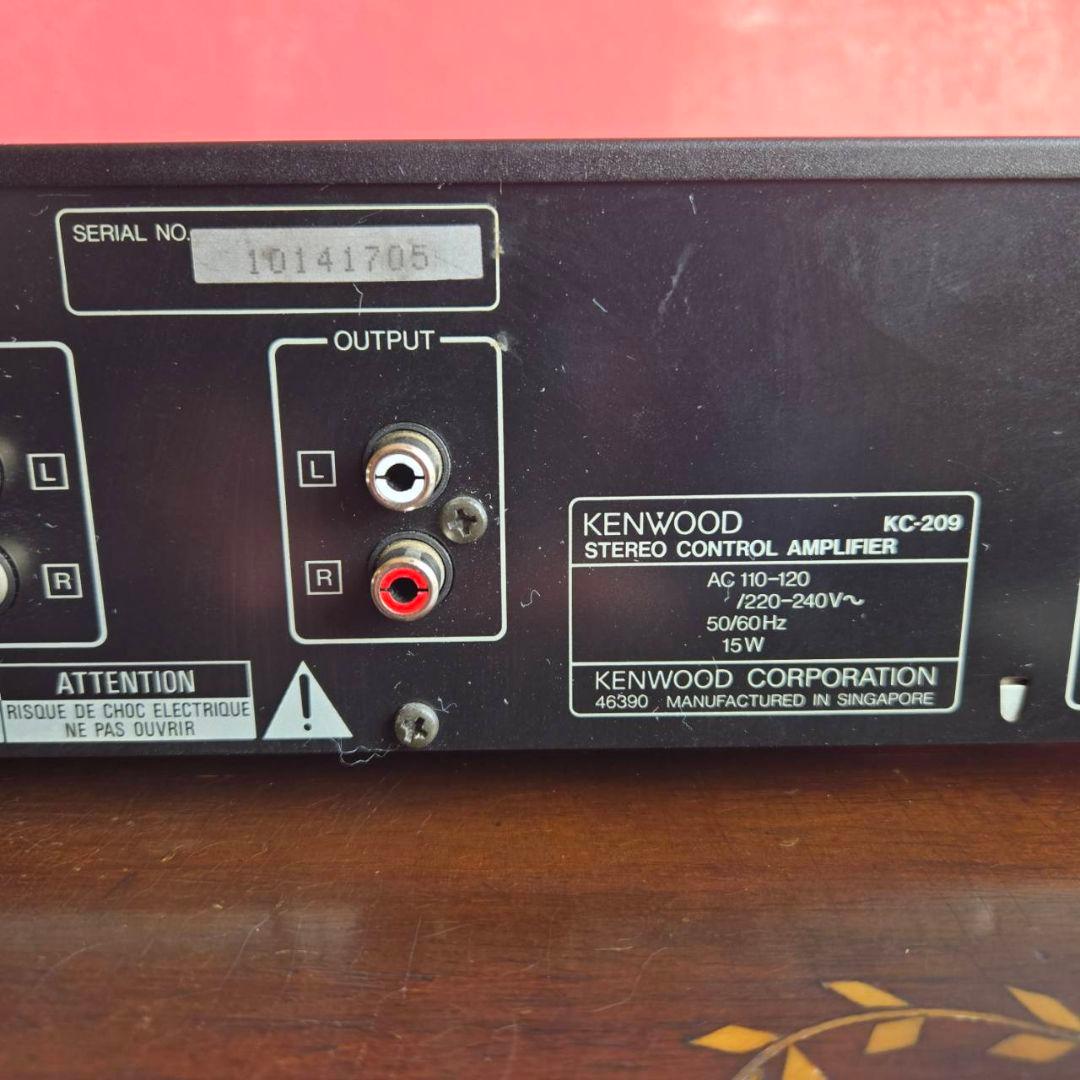 SERIAL NO. 10141705
OUTPUT
L
L
R
R
KENWOOD KC-209
STEREO CONTROL AMPLIFIER
AC 110-120
/220-240V~
50/60Hz
15W
KENWOOD CORPORATION
46390 MANUFACTURED IN SINGAPORE
ATTENTION
RISQUE DE CHOC ELECTRIQUE
NE PAS OUVRIR
!